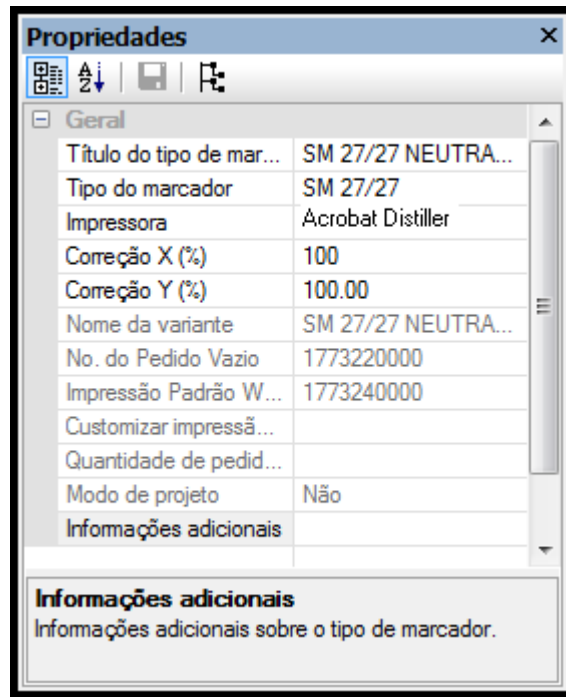 Propriedades
Geral
Título do tipo de mar... SM 27/27 NEUTRA...
Tipo do marcador SM 27/27
Impressora Acrobat Distiller
Correção X (%) 100
Correção Y (%) 100.00
Nome da variante SM 27/27 NEUTRA...
No. do Pedido Vazio 1773220000
Impressão Padrão W... 1773240000
Customizar impressã...
Quantidade de pedid...
Modo de projeto Não
Informações adicionais
Informações adicionais
Informações adicionais sobre o tipo de marcador.